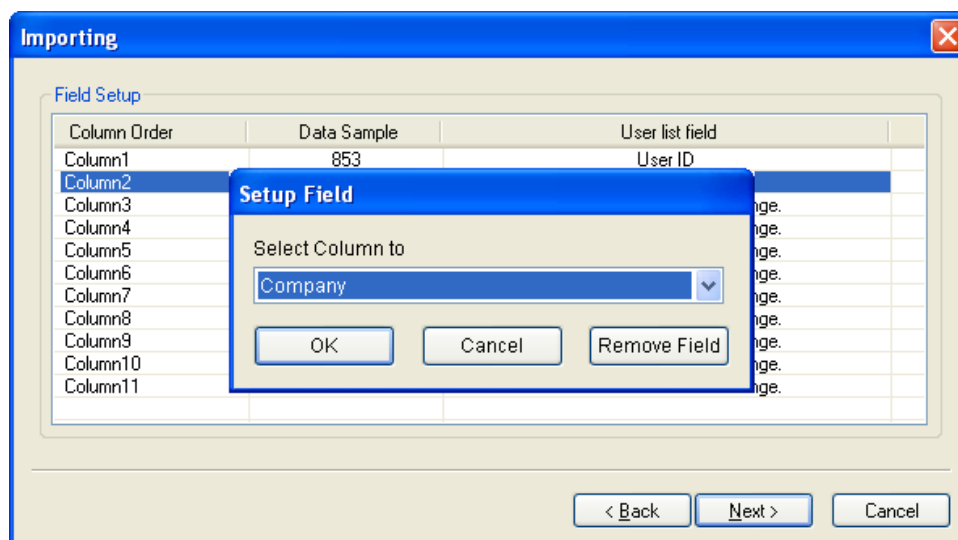 Importing
Field Setup
Column Order Data Sample User list field
Column1 853 User ID
Column2
Column3 nge.
Column4 nge.
Column5 nge.
Column6 nge.
Column7 nge.
Column8 nge.
Column9 nge.
Column10 nge.
Column11 nge.
Setup Field
Select Column to
Company
OK Cancel Remove Field
< Back Next > Cancel